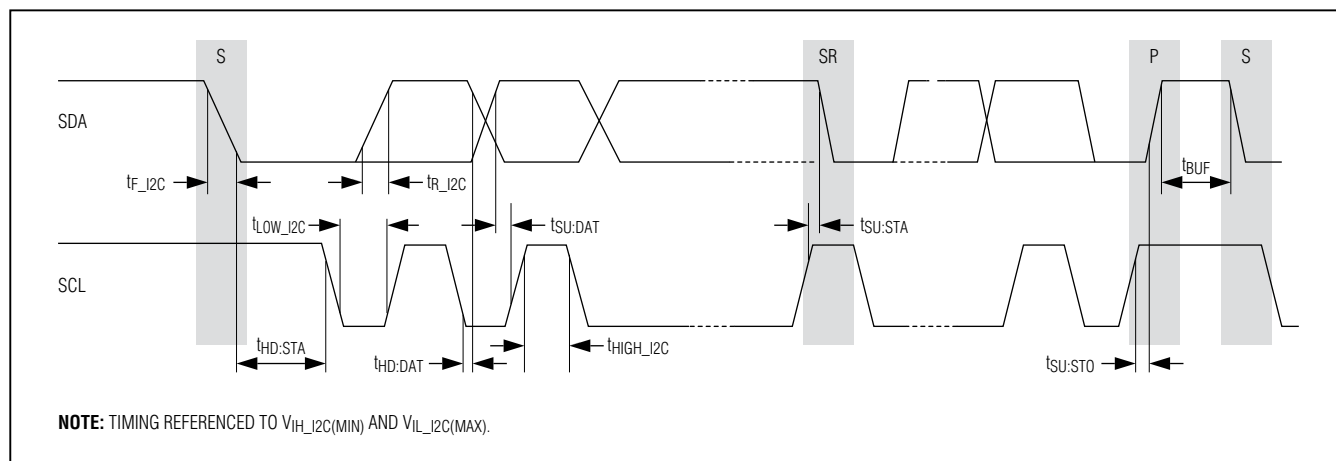 S SR P S
SDA
tBUF
tF_I2C tR_I2C
tLOW_I2C tSU:DAT tSU:STA
SCL
tHD:STA tHD:DAT tHIGH_I2C tSU:STO
NOTE: TIMING REFERENCED TO VIH_I2C(MIN) AND VIL_I2C(MAX).